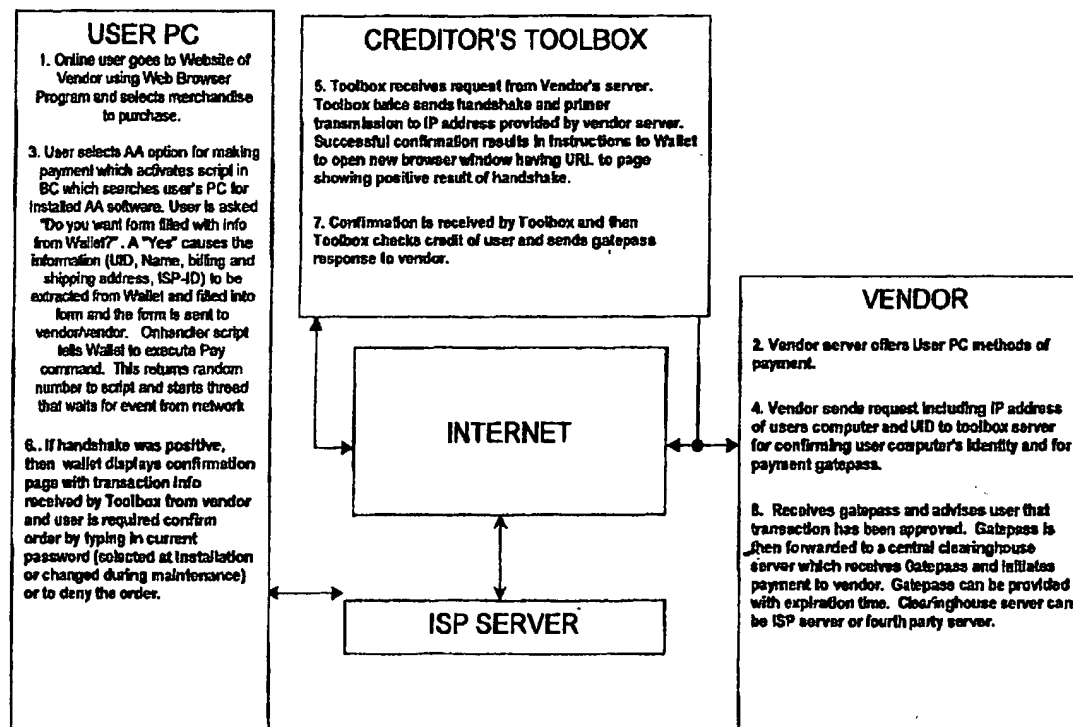 USER PC
1. Online user goes to Website of
Vendor using Web Browser
Program and selects merchandise
to purchase.
3. User selects AA option for making
payment which activates script in
BC which searches user's PC for
installed AA software. User is asked
"Do you want form filled with info
from Wallet?". A "Yes" causes the
information (UID, Name, billing and
shipping address, ISP-ID) to be
extracted from Wallet and filled into
form and the form is sent to
vendor/vendor. Onhandler script
tells Wallet to execute Pay
command. This returns random
number to script and starts thread
that waits for event from network
6.. If handshake was positive,
then wallet displays confirmation
page with transaction info
received by Toolbox from vendor
and user is required confirm
order by typing in current
password (selected at Installation
or changed during maintenance)
or to deny the order.
CREDITOR'S TOOLBOX
5. Toolbox receives request from Vendor's server.
Toolbox twice sends handshake and primer
transmission to IP address provided by vendor server.
Successful confirmation results in Instructions to Wallet
to open new browser window having URL to page
showing positive result of handshake.
7. Confirmation is received by Toolbox and then
Toolbox checks credit of user and sends gatepass
response to vendor.
INTERNET
ISP SERVER
VENDOR
2. Vendor server offers User PC methods of
payment.
4. Vendor sends request including IP address
of users computer and UID to toolbox server
for confirming user computer's identity and for
payment gatepass.
8. Receives gatepass and advises user that
transaction has been approved. Gatepass is
then forwarded to a central clearinghouse
server which receives Gatepass and initiates
payment to vendor. Gatepass can be provided
with expiration time. Clearinghouse server can
be ISP server or fourth party server.